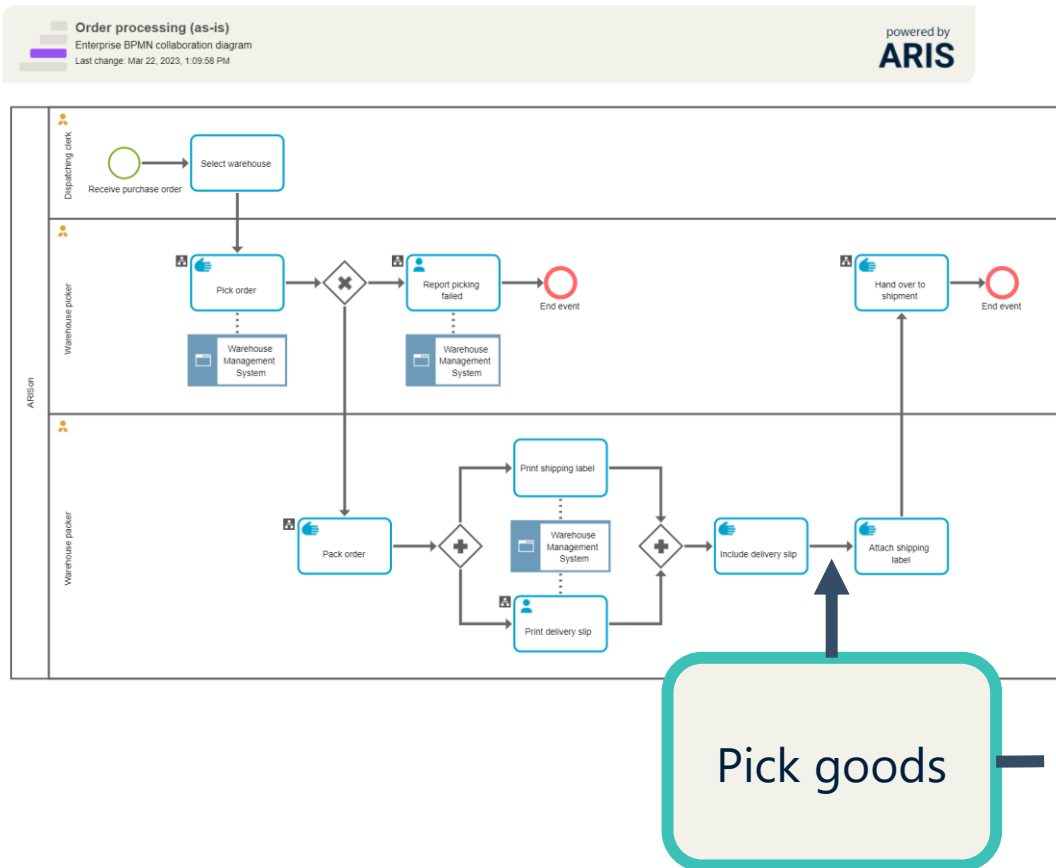 Order processing (as-is)
Enterprise BPMN collaboration diagram
Last change: Mar 22, 2023, 1:09:58 PM
powered by
ARIS
ARISon
Dispatching clerk
Receive purchase order
Select warehouse
Warehouse picker
Pick order
Warehouse
Management
System
Report picking
failed
Warehouse
Management
System
End event
Hand over to
shipment
End event
Warehouse packer
Pack order
Print shipping label
Warehouse
Management
System
Print delivery slip
Include delivery slip
Attach shipping
label
Pick goods